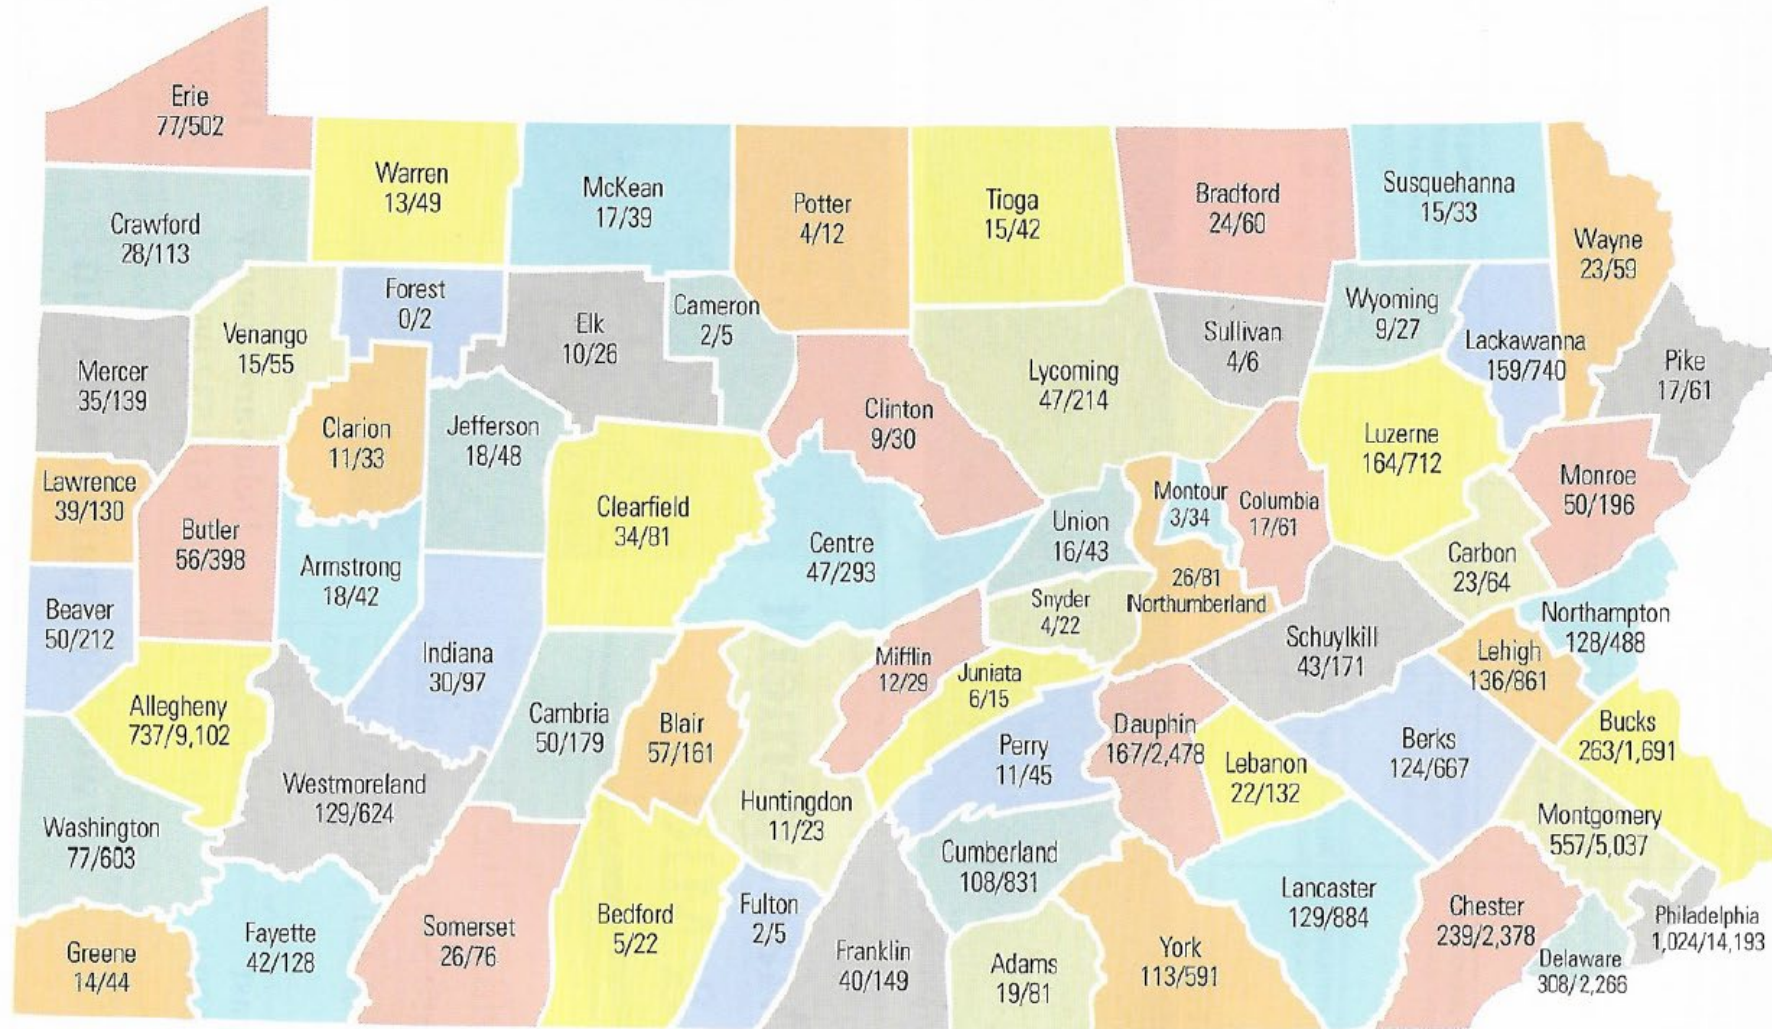 Erie
77/502
Warren
13/49
McKean
17/39
Potter
4/12
Tioga
15/42
Bradford
24/60
Susquehanna
15/33
Wayne
23/59
Crawford
28/113
Forest
0/2
Venango
15/55
Elk
10/26
Cameron
2/5
Sullivan
4/6
Wyoming
9/27
Lackawanna
159/740
Pike
17/61
Mercer
35/139
Clarion
11/33
Jefferson
18/48
Clinton
9/30
Lycoming
47/214
Luzerne
164/712
Monroe
50/196
Lawrence
39/130
Butler
56/398
Armstrong
18/42
Clearfield
34/81
Centre
47/293
Union
16/43
Montour
3/34
Columbia
17/61
Carbon
23/64
Beaver
50/212
Indiana
30/97
Snyder
4/22
26/81
Northumberland
Schuylkill
43/171
Northampton
128/488
Lehigh
136/861
Allegheny
737/9,102
Cambria
50/179
Blair
57/161
Mifflin
12/29
Juniata
6/15
Perry
11/45
Dauphin
167/2,478
Lebanon
22/132
Berks
124/667
Bucks
263/1,691
Westmoreland
129/624
Huntingdon
11/23
Montgomery
557/5,037
Washington
77/603
Cumberland
108/831
Lancaster
129/884
Chester
239/2,378
Philadelphia
1,024/14,193
Greene
14/44
Fayette
42/128
Somerset
26/76
Bedford
5/22
Fulton
2/5
Franklin
40/149
Adams
19/81
York
113/591
Delaware
308/2,266